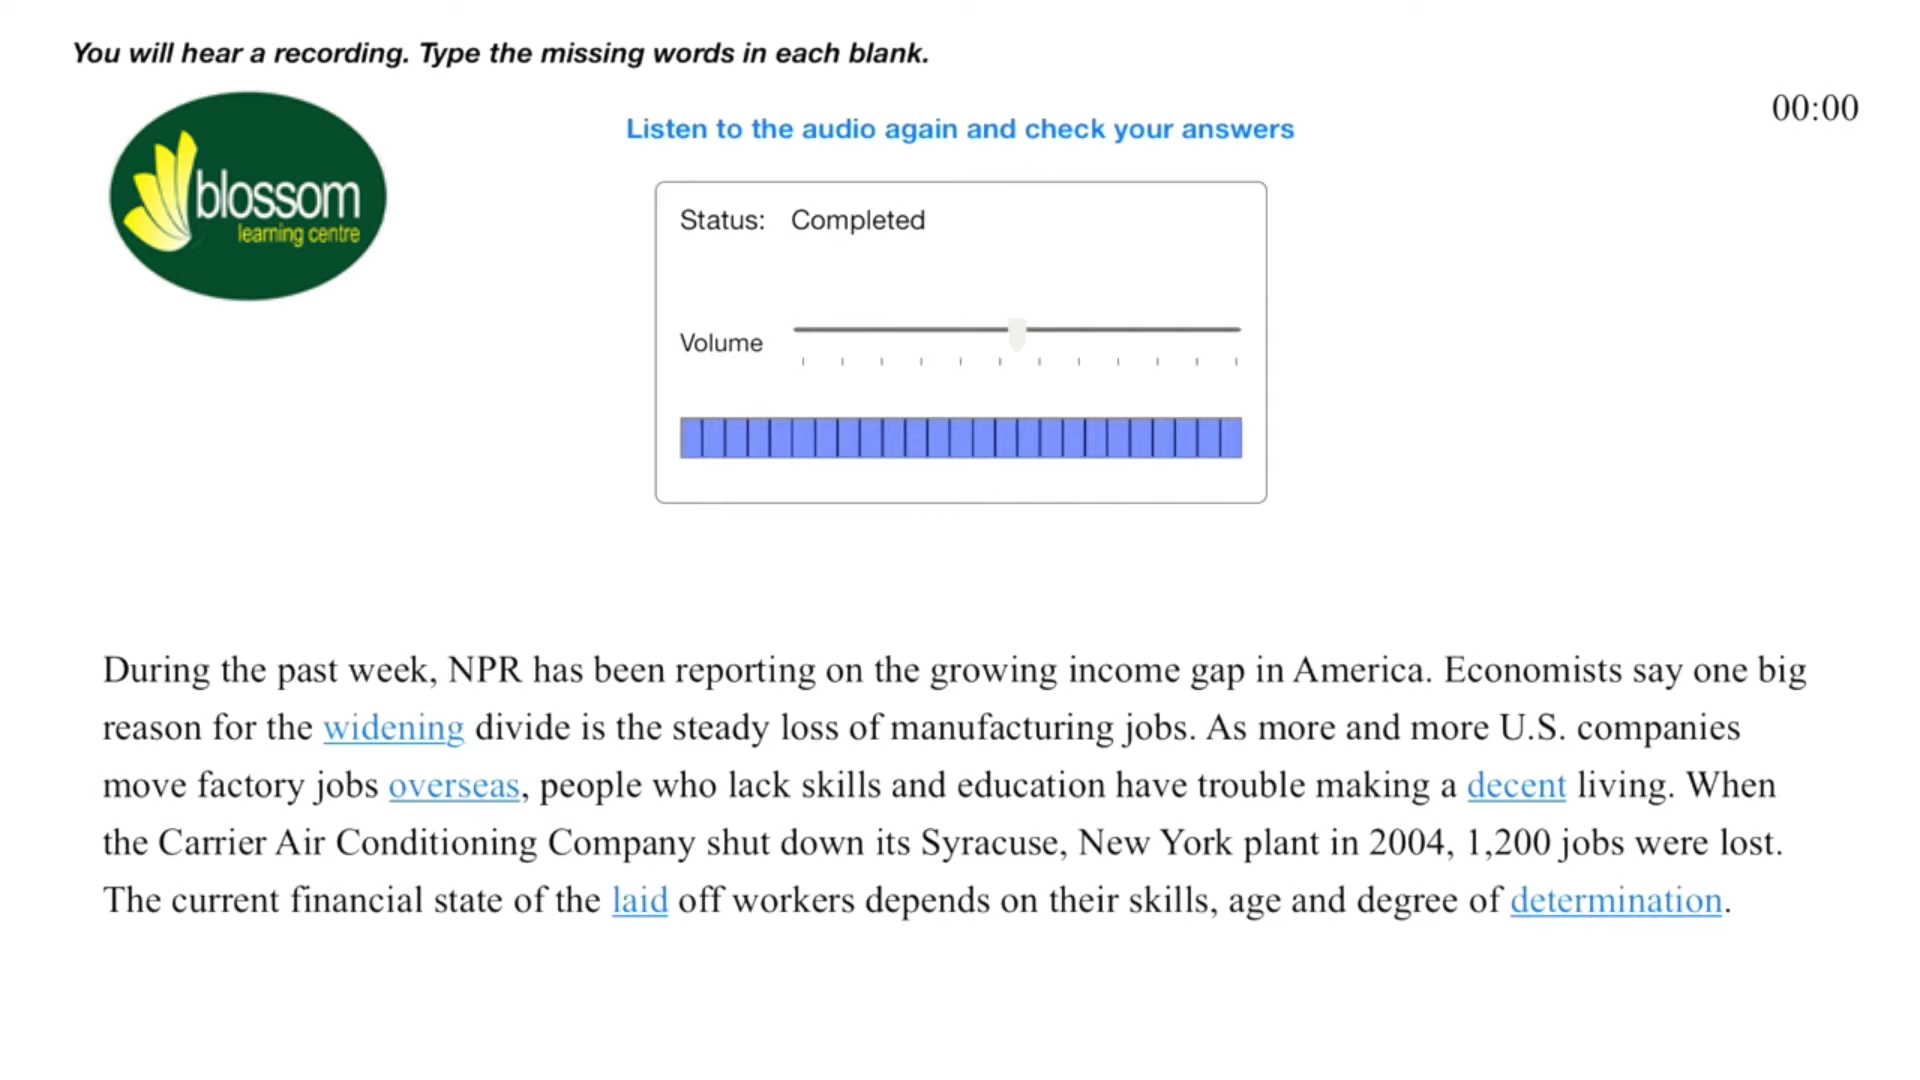 You will hear a recording. Type the missing words in each blank.
00:00
Listen to the audio again and check your answers
blossom
learning centre
Status: Completed
Volume
During the past week, NPR has been reporting on the growing income gap in America. Economists say one big
reason for the widening divide is the steady loss of manufacturing jobs. As more and more U.S. companies
move factory jobs overseas, people who lack skills and education have trouble making a decent living. When
the Carrier Air Conditioning Company shut down its Syracuse, New York plant in 2004, 1,200 jobs were lost.
The current financial state of the laid off workers depends on their skills, age and degree of determination.